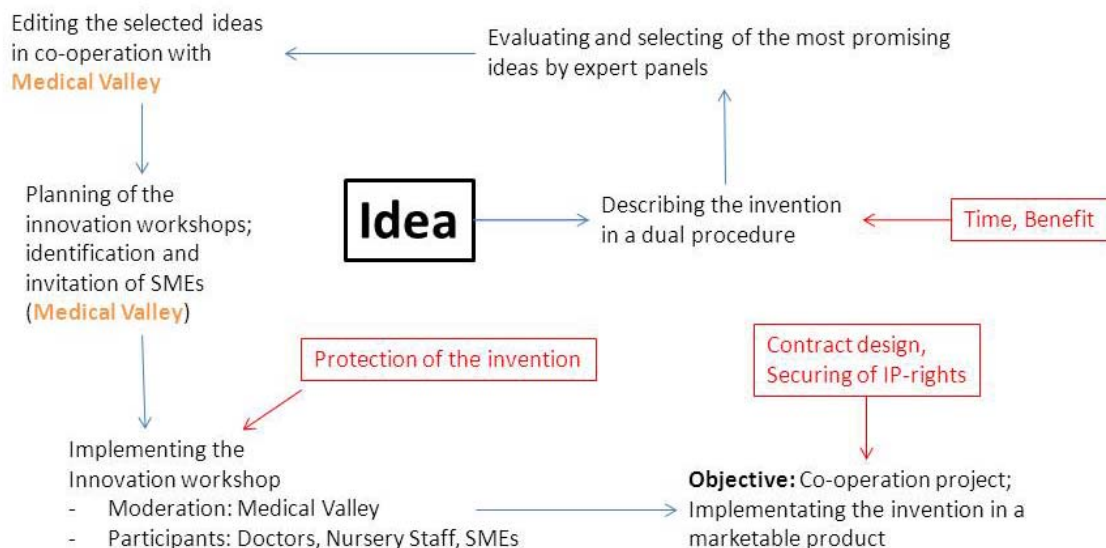 Editing the selected ideas
in co-operation with
Medical Valley
Evaluating and selecting of the most promising
ideas by expert panels
Planning of the
innovation workshops;
identification and
invitation of SMEs
(Medical Valley)
Idea
Describing the invention
in a dual procedure
Time, Benefit
Protection of the invention
Contract design,
Securing of IP-rights
Implementing the
Innovation workshop
- Moderation: Medical Valley
- Participants: Doctors, Nursery Staff, SMEs
Objective: Co-operation project;
Implementating the invention in a
marketable product